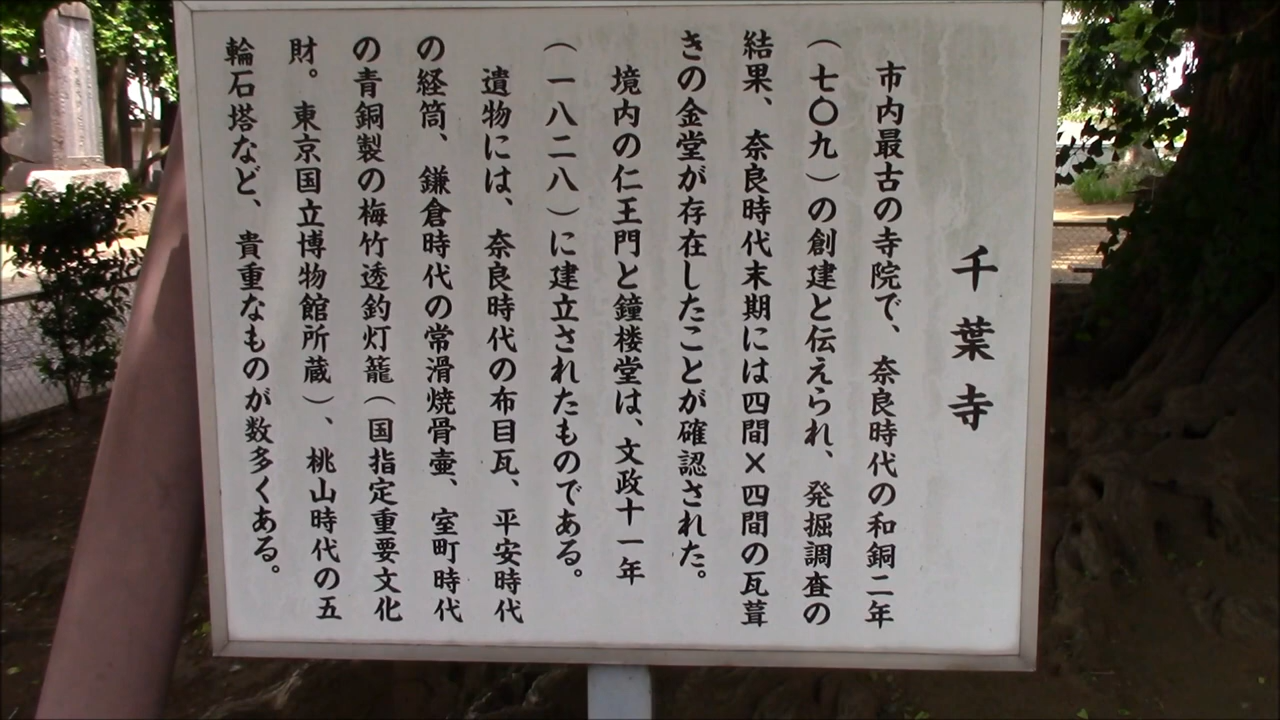 千葉寺
市内最古の寺院で、奈良時代の和銅二年
（七〇九）の創建と伝えられ、発掘調査の
結果、奈良時代末期には四間×四間の瓦葺
きの金堂が存在したことが確認された。
境内の仁王門と鐘楼堂は、文政十一年
（一八二八）に建立されたものである。
遺物には、奈良時代の布目瓦、平安時代
の経筒、鎌倉時代の常滑焼骨壷、室町時代
の青銅製の梅竹透釣灯籠（国指定重要文化
財。東京国立博物館所蔵）、桃山時代の五
輪石塔など、貴重なものが数多くある。